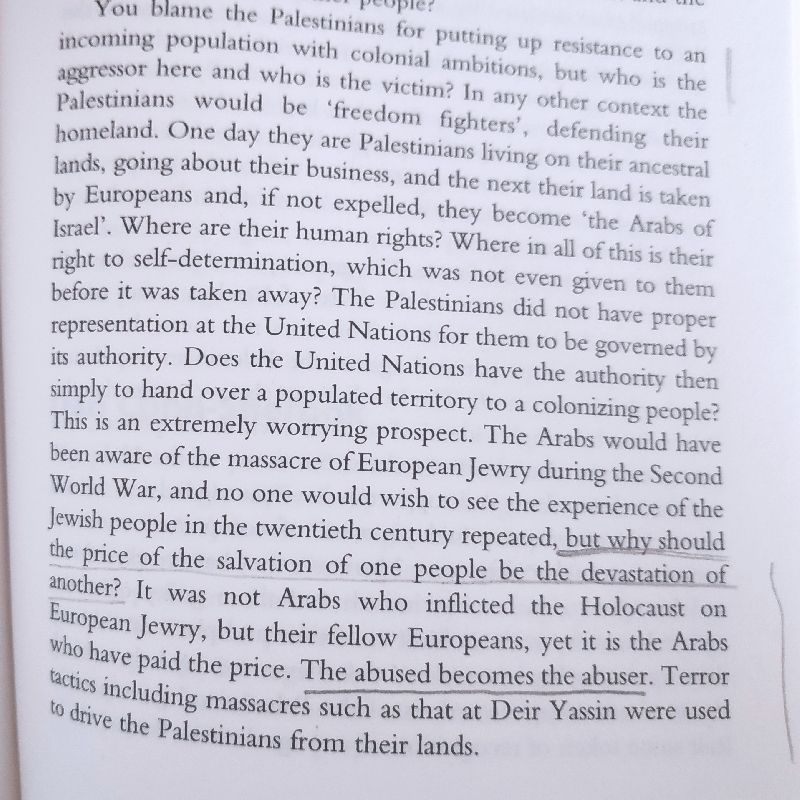 people?
You blame the Palestinians for putting up resistance to an
incoming population with colonial ambitions, but who is the
aggressor here and who is the victim? In any other context the
Palestinians would be ‘freedom fighters’, defending their
homeland. One day they are Palestinians living on their ancestral
lands, going about their business, and the next their land is taken
by Europeans and, if not expelled, they become ‘the Arabs of
Israel’. Where are their human rights? Where in all of this is their
right to self-determination, which was not even given to them
before it was taken away? The Palestinians did not have proper
representation at the United Nations for them to be governed by
its authority. Does the United Nations have the authority then
simply to hand over a populated territory to a colonizing people?
This is an extremely worrying prospect. The Arabs would have
been aware of the massacre of European Jewry during the Second
World War, and no one would wish to see the experience of the
Jewish people in the twentieth century repeated, but why should
the price of the salvation of one people be the devastation of
another? It was not Arabs who inflicted the Holocaust on
European Jewry, but their fellow Europeans, yet it is the Arabs
who have paid the price. The abused becomes the abuser. Terror
tactics including massacres such as that at Deir Yassin were used
to drive the Palestinians from their lands.